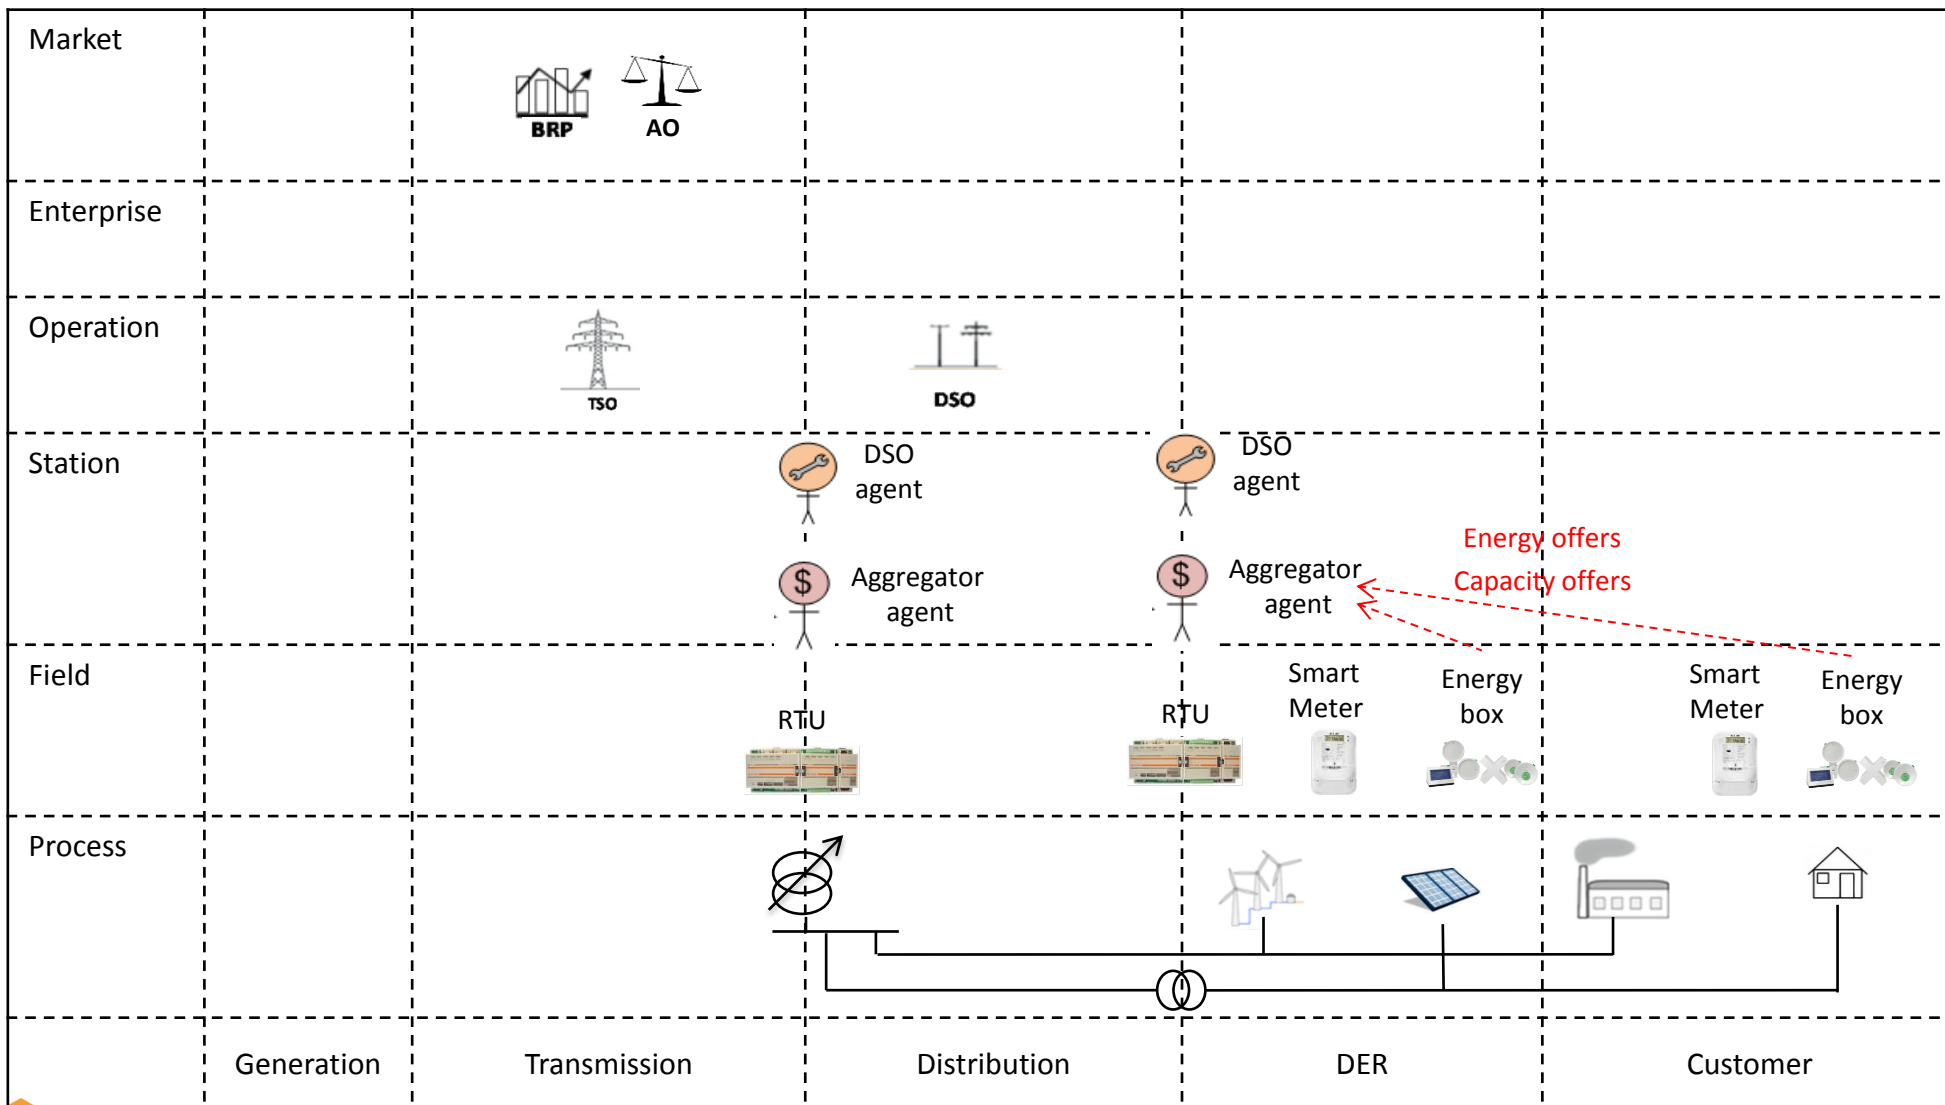 Market
BRP
AO
Enterprise
Operation
TSO
DSO
Station
DSO
agent
DSO
agent
Energy offers
Capacity offers
$
Aggregator
agent
$
Aggregator
agent
Field
RTU
RTU
Smart
Meter
Energy
box
Smart
Meter
Energy
box
Process
Generation
Transmission
Distribution
DER
Customer